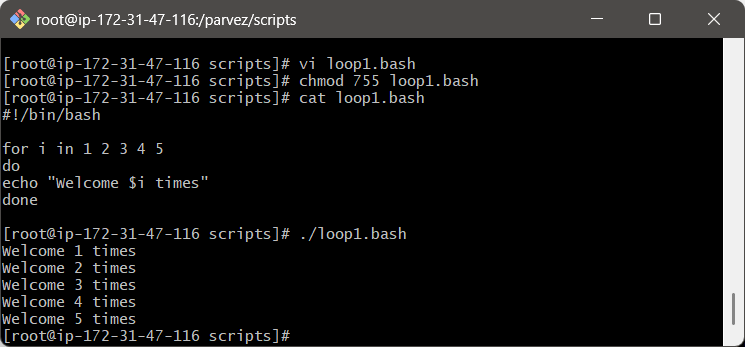 root@ip-172-31-47-116:/parvez/scripts
[root@ip-172-31-47-116 scripts]# vi loop1.bash
[root@ip-172-31-47-116 scripts]# chmod 755 loop1.bash
[root@ip-172-31-47-116 scripts]# cat loop1.bash
#!/bin/bash
for i in 1 2 3 4 5
do
echo "Welcome $i times"
done
[root@ip-172-31-47-116 scripts]# ./loop1.bash
Welcome 1 times
Welcome 2 times
Welcome 3 times
Welcome 4 times
Welcome 5 times
[root@ip-172-31-47-116 scripts]#